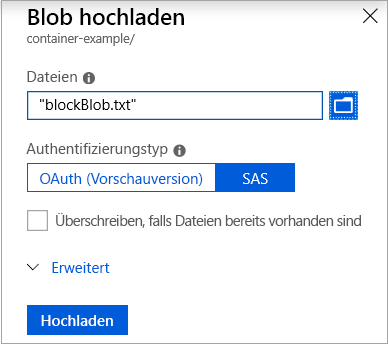 Blob hochladen
container-example/
Dateien
"blockBlob.txt"
Authentifizierungstyp
OAuth (Vorschauversion) SAS
Überschreiben, falls Dateien bereits vorhanden sind
Erweitert
Hochladen